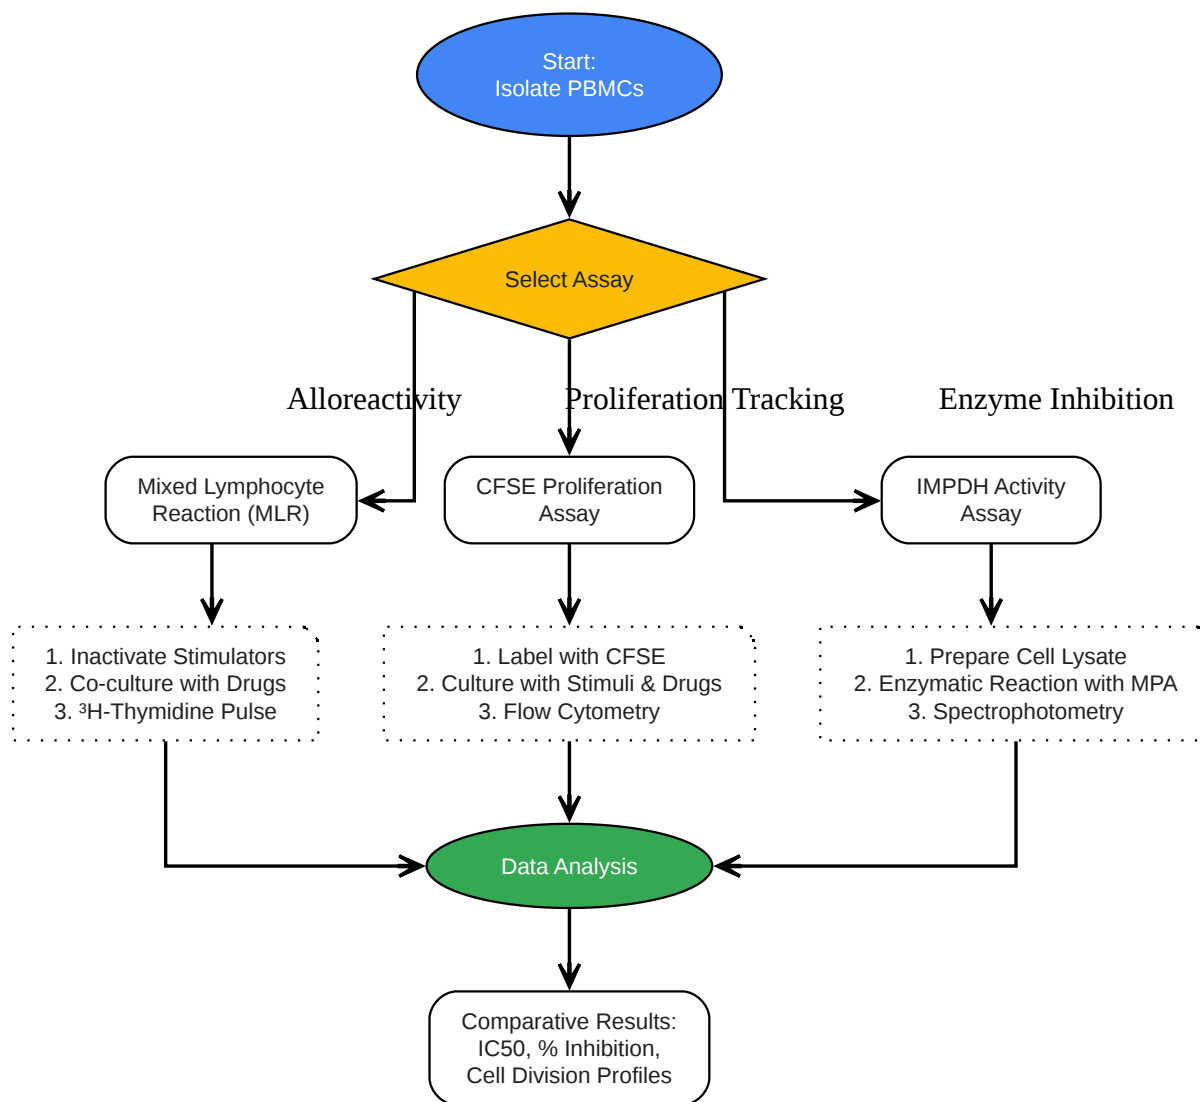 Start:
Isolate PBMCs
Select Assay
Alloreactivity
Proliferation Tracking
Enzyme Inhibition
Mixed Lymphocyte
Reaction (MLR)
CFSE Proliferation
Assay
IMPDH Activity
Assay
1. Inactivate Stimulators
2. Co-culture with Drugs
3. ³H-Thymidine Pulse
1. Label with CFSE
2. Culture with Stimuli & Drugs
3. Flow Cytometry
1. Prepare Cell Lysate
2. Enzymatic Reaction with MPA
3. Spectrophotometry
Data Analysis
Comparative Results:
IC50, % Inhibition,
Cell Division Profiles